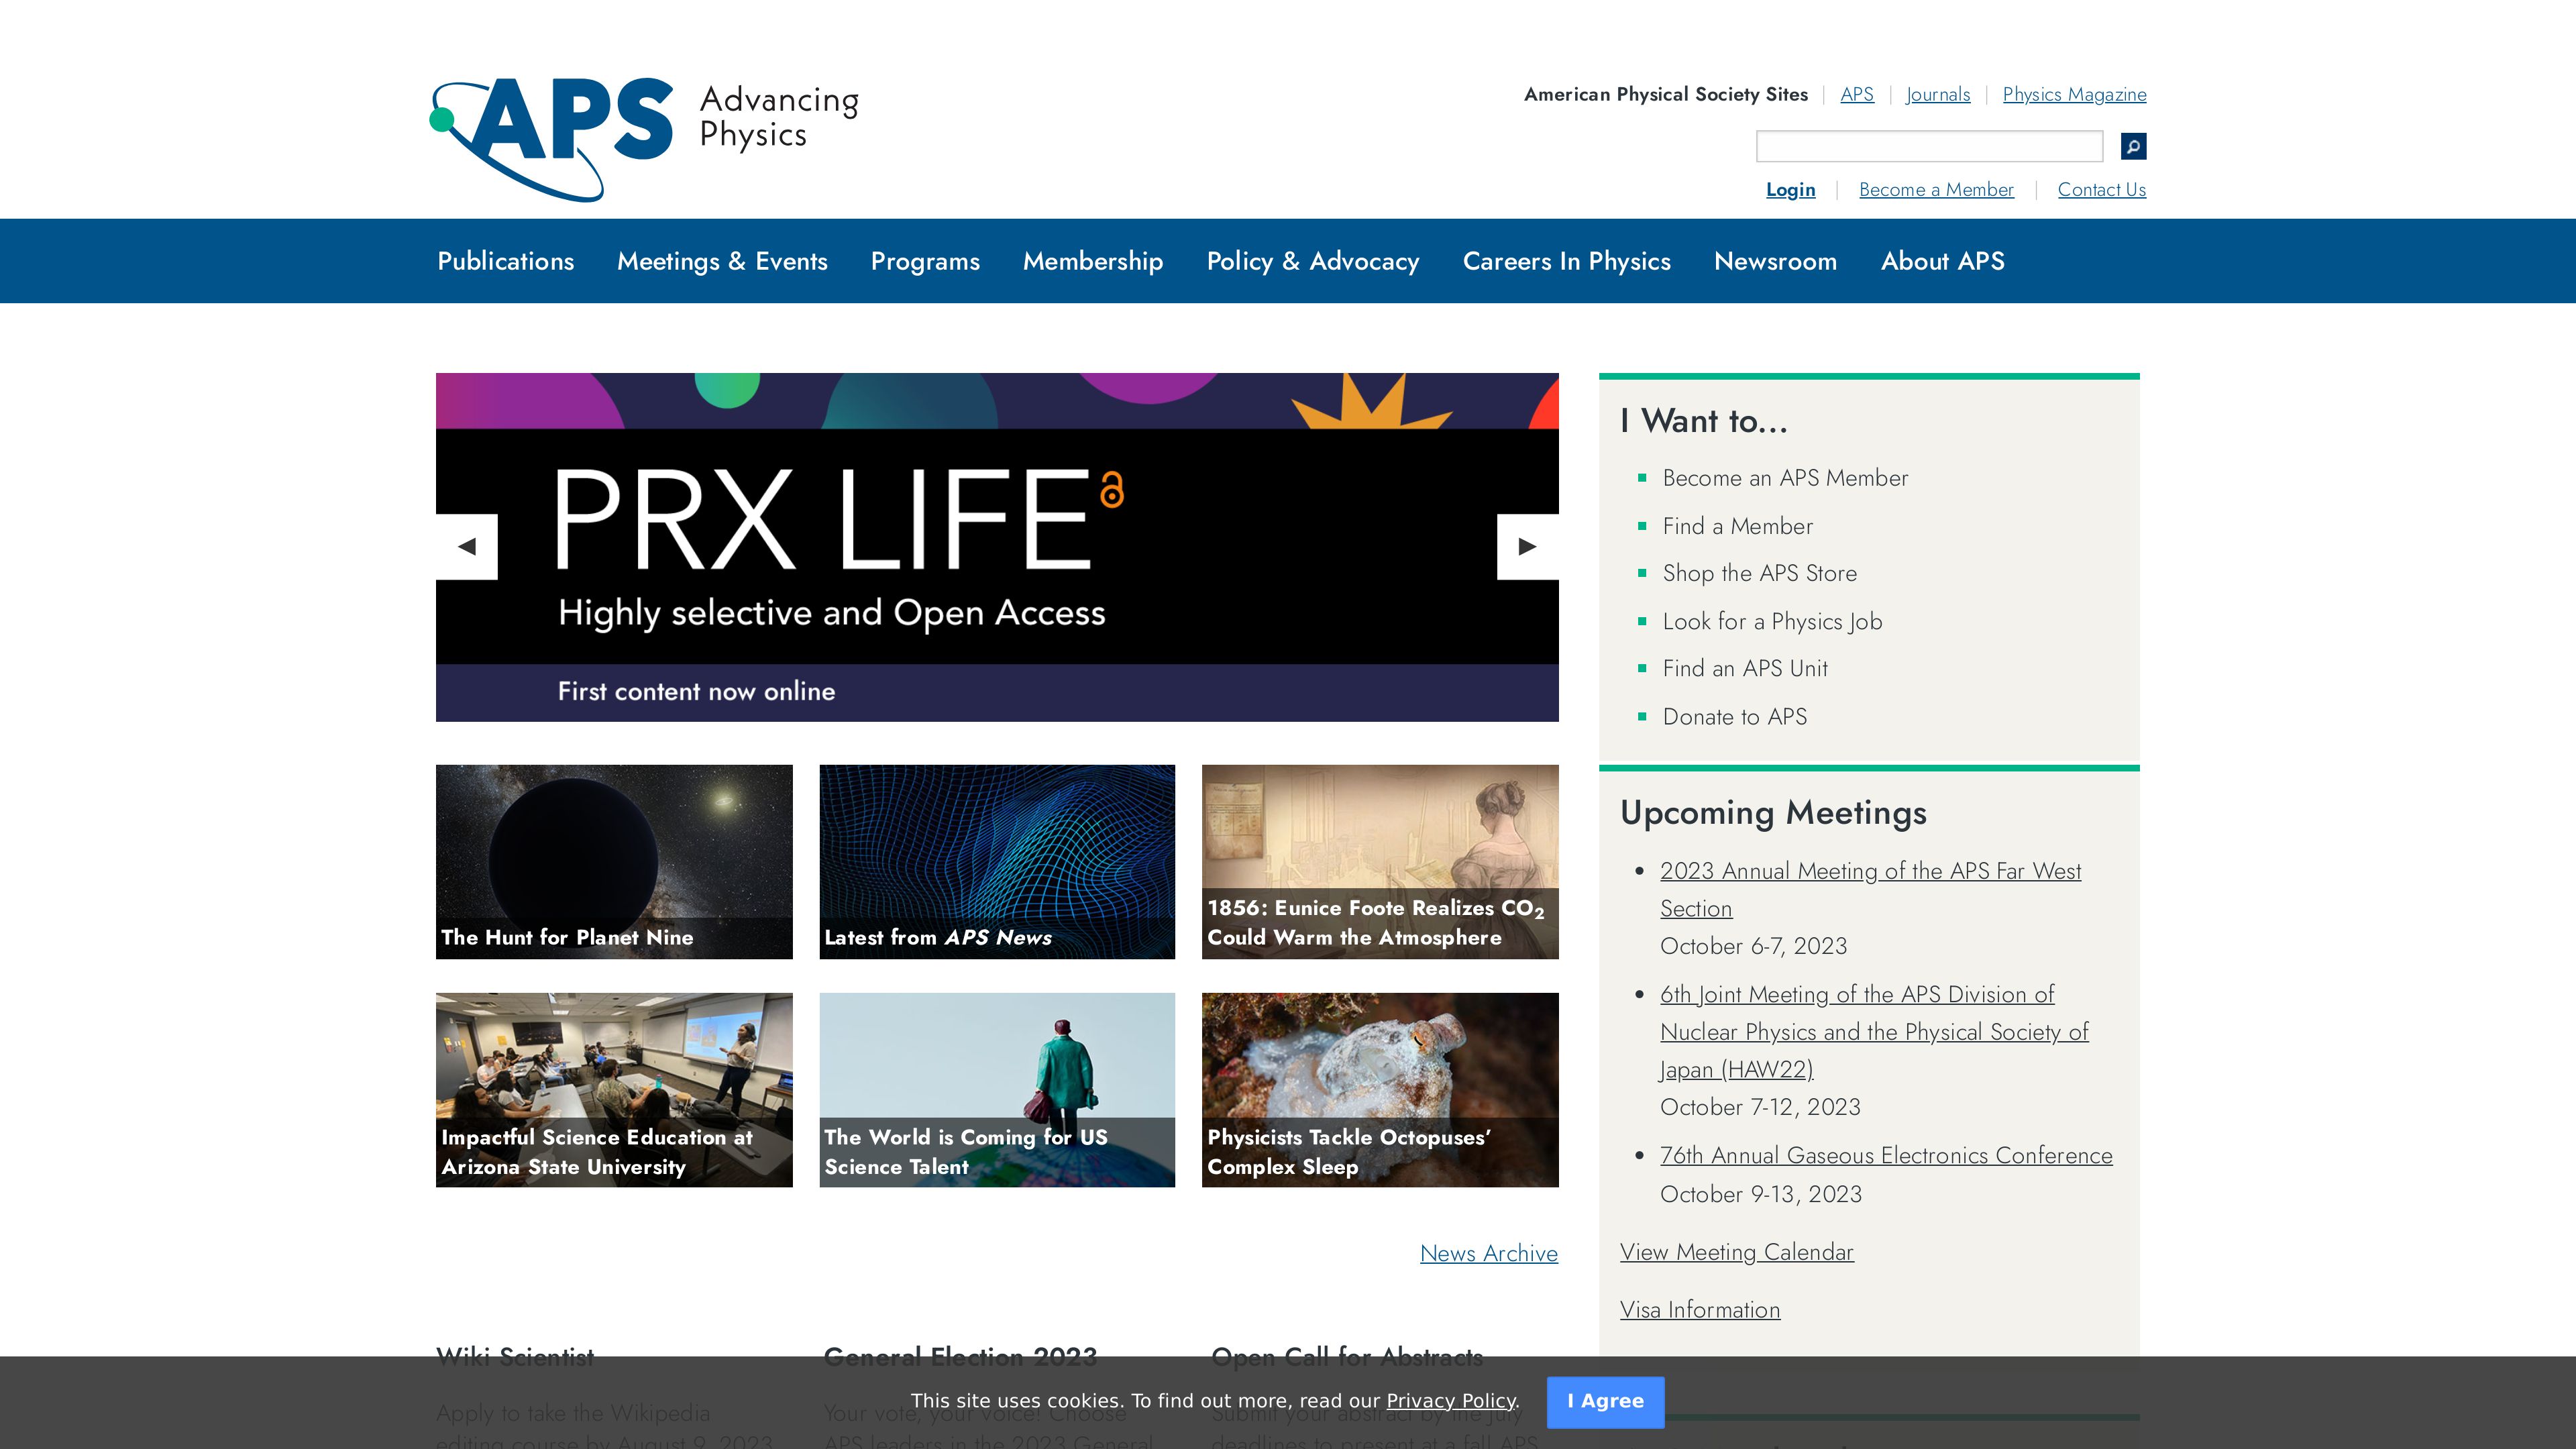 APS Advancing
Physics
American Physical Society Sites APS Journals Physics Magazine
Login Become a Member Contact Us
Publications Meetings & Events Programs Membership Policy & Advocacy Careers In Physics Newsroom About APS
PRX LIFE
Highly selective and Open Access
First content now online
The Hunt for Planet Nine
Latest from APS News
1856: Eunice Foote Realizes CO2
Could Warm the Atmosphere
Impactful Science Education at
Arizona State University
The World is Coming for US
Science Talent
Physicists Tackle Octopuses’
Complex Sleep
News Archive
I Want to...
Become an APS Member
Find a Member
Shop the APS Store
Look for a Physics Job
Find an APS Unit
Donate to APS
Upcoming Meetings
2023 Annual Meeting of the APS Far West
Section
October 6-7, 2023
6th Joint Meeting of the APS Division of
Nuclear Physics and the Physical Society of
Japan (HAW22)
October 7-12, 2023
76th Annual Gaseous Electronics Conference
October 9-13, 2023
View Meeting Calendar
Visa Information
Wiki Scientist
Apply to take the Wikipedia
editing course by August 9, 2023
General Election 2023
Your vote, your voice! Choose
APS leaders in the 2023 General
Open Call for Abstracts
Submit your abstract by the July
deadlines to present at a fall APS
This site uses cookies. To find out more, read our Privacy Policy. I Agree